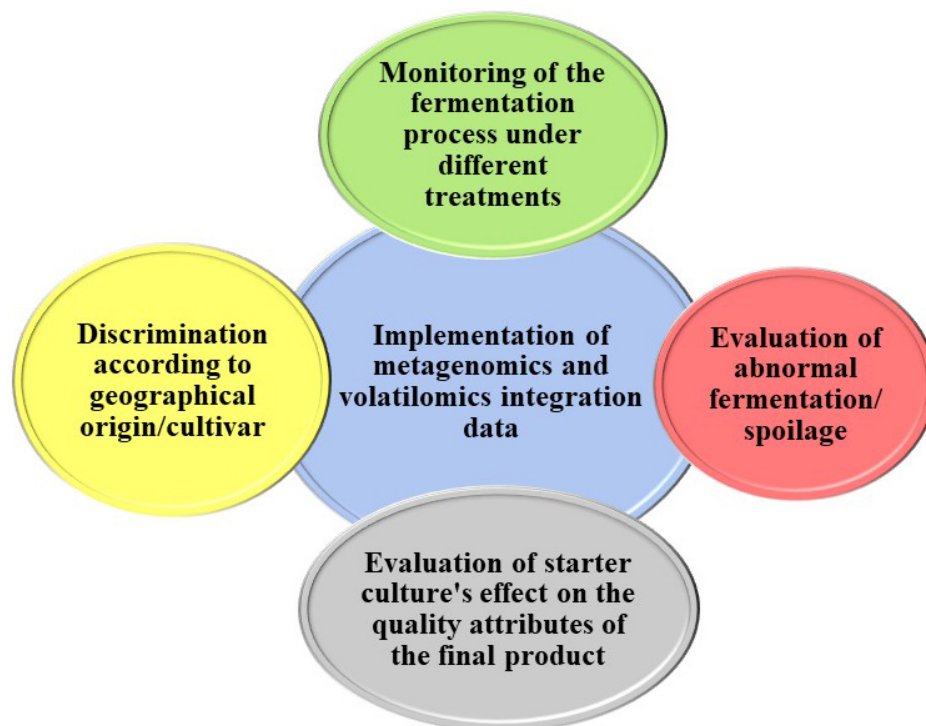 Monitoring of the
fermentation
process under
different
treatments
Discrimination
according to
geographical
origin/cultivar
Implementation of
metagenomics and
volatilomics integration
data
Evaluation of
abnormal
fermentation/
spoilage
Evaluation of starter
culture's effect on the
quality attributes of
the final product